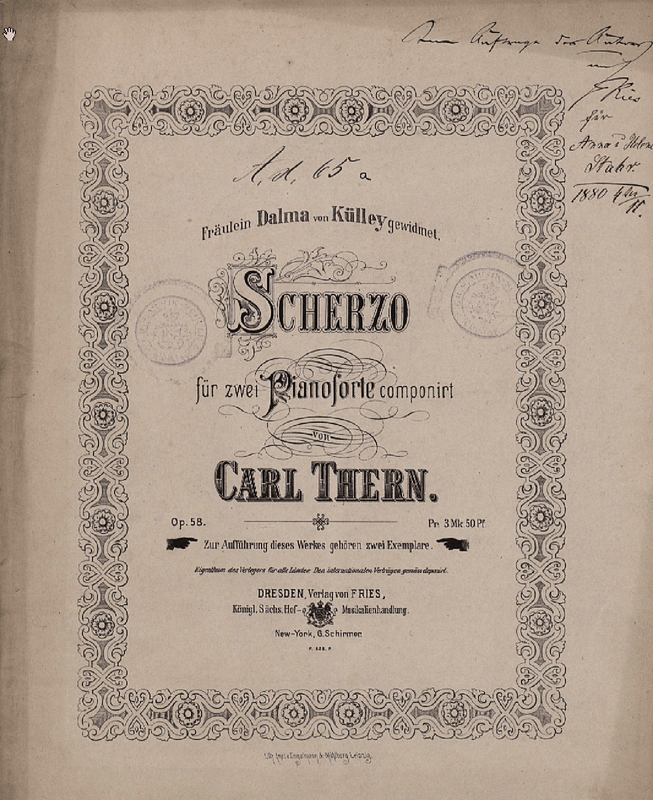 Im Auftrage des Autors
Ries
für
Anna
Stahr.
1880
A. d. 65 a
Fräulein Dalma von Külley gewidmet.
SCHERZO
für zwei Pianoforte componirt
VON
CARL THERN.
Op. 58. Pr. 3 Mk 50 Pf
Zur Aufführung dieses Werkes gehören zwei Exemplare.
Eigenthum des Verlegers für alle Länder. Den internationalen Verträgen gemäss deponirt.
DRESDEN, Verlag von FRIES,
Königl. Sächs. Hof- Musikalienhandlung.
New-York, G. Schirmer.
Leipzig.